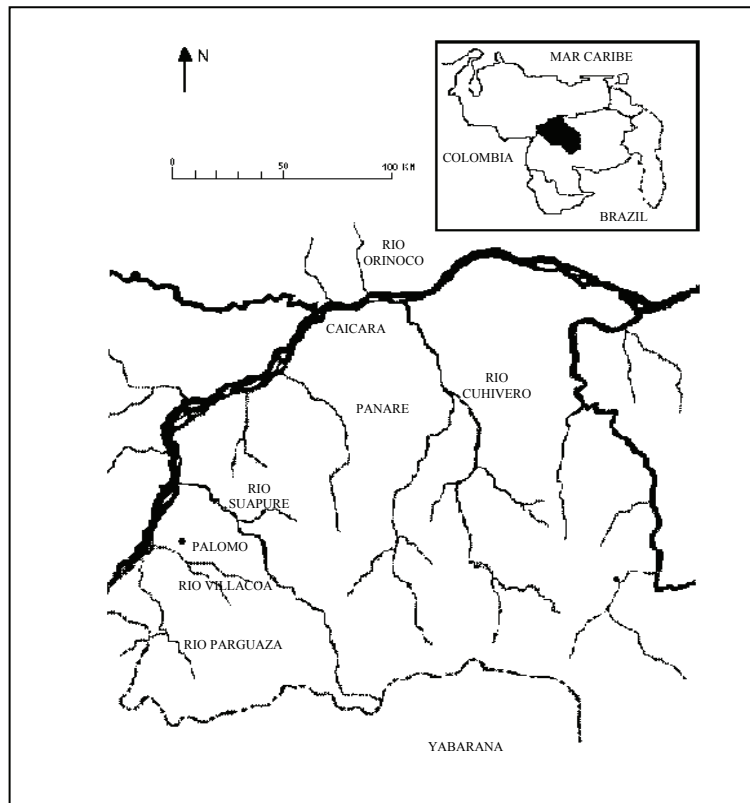 N
MAR CARIBE
0 50 100 KM
COLOMBIA
BRAZIL
RIO
ORINOCO
CAICARA
RIO
CUHIVERO
PANARE
RIO
SUAPURE
PALOMO
RIO VILLACOA
RIO PARGUAZA
YABARANA